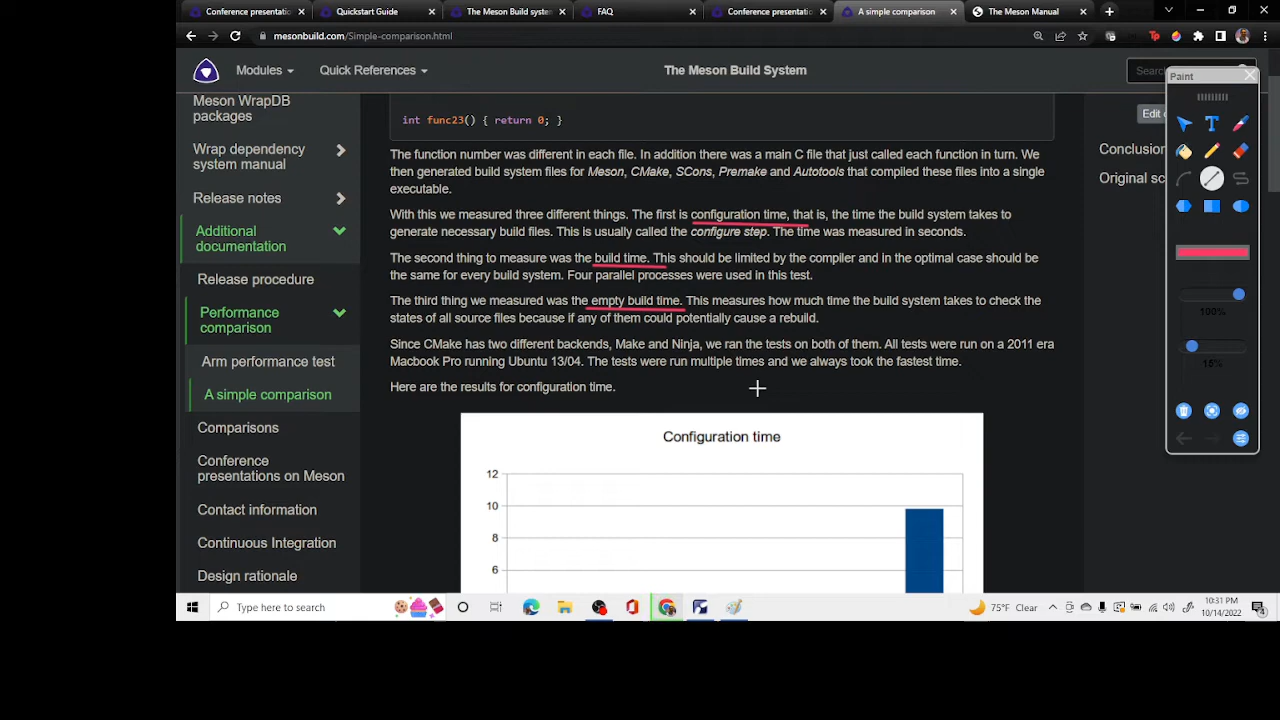 Conference presentatio
Quickstart Guide
The Meson Build syste
FAQ
Conference presentatio
A simple comparison
The Meson Manual
mesonbuild.com/Simple-comparison.html
Modules
Quick References
The Meson Build System
Searc
Paint
Meson WrapDB
packages
Wrap dependency
system manual
Release notes
Additional
documentation
Release procedure
Performance
comparison
Arm performance test
A simple comparison
Comparisons
Conference
presentations on Meson
Contact information
Continuous Integration
Design rationale
int func23() { return 0; }
The function number was different in each file. In addition there was a main C file that just called each function in turn. We
then generated build system files for Meson, CMake, SCons, Premake and Autotools that compiled these files into a single
executable.
With this we measured three different things. The first is configuration time, that is, the time the build system takes to
generate necessary build files. This is usually called the configure step. The time was measured in seconds.
The second thing to measure was the build time. This should be limited by the compiler and in the optimal case should be
the same for every build system. Four parallel processes were used in this test.
The third thing we measured was the empty build time. This measures how much time the build system takes to check the
states of all source files because if any of them could potentially cause a rebuild.
Since CMake has two different backends, Make and Ninja, we ran the tests on both of them. All tests were run on a 2011 era
Macbook Pro running Ubuntu 13/04. The tests were run multiple times and we always took the fastest time.
Here are the results for configuration time.
Configuration time
12
10
8
6
Edit
Conclusion
Original sc
100%
15%
Type here to search
75°F Clear
10:31 PM
10/14/2022